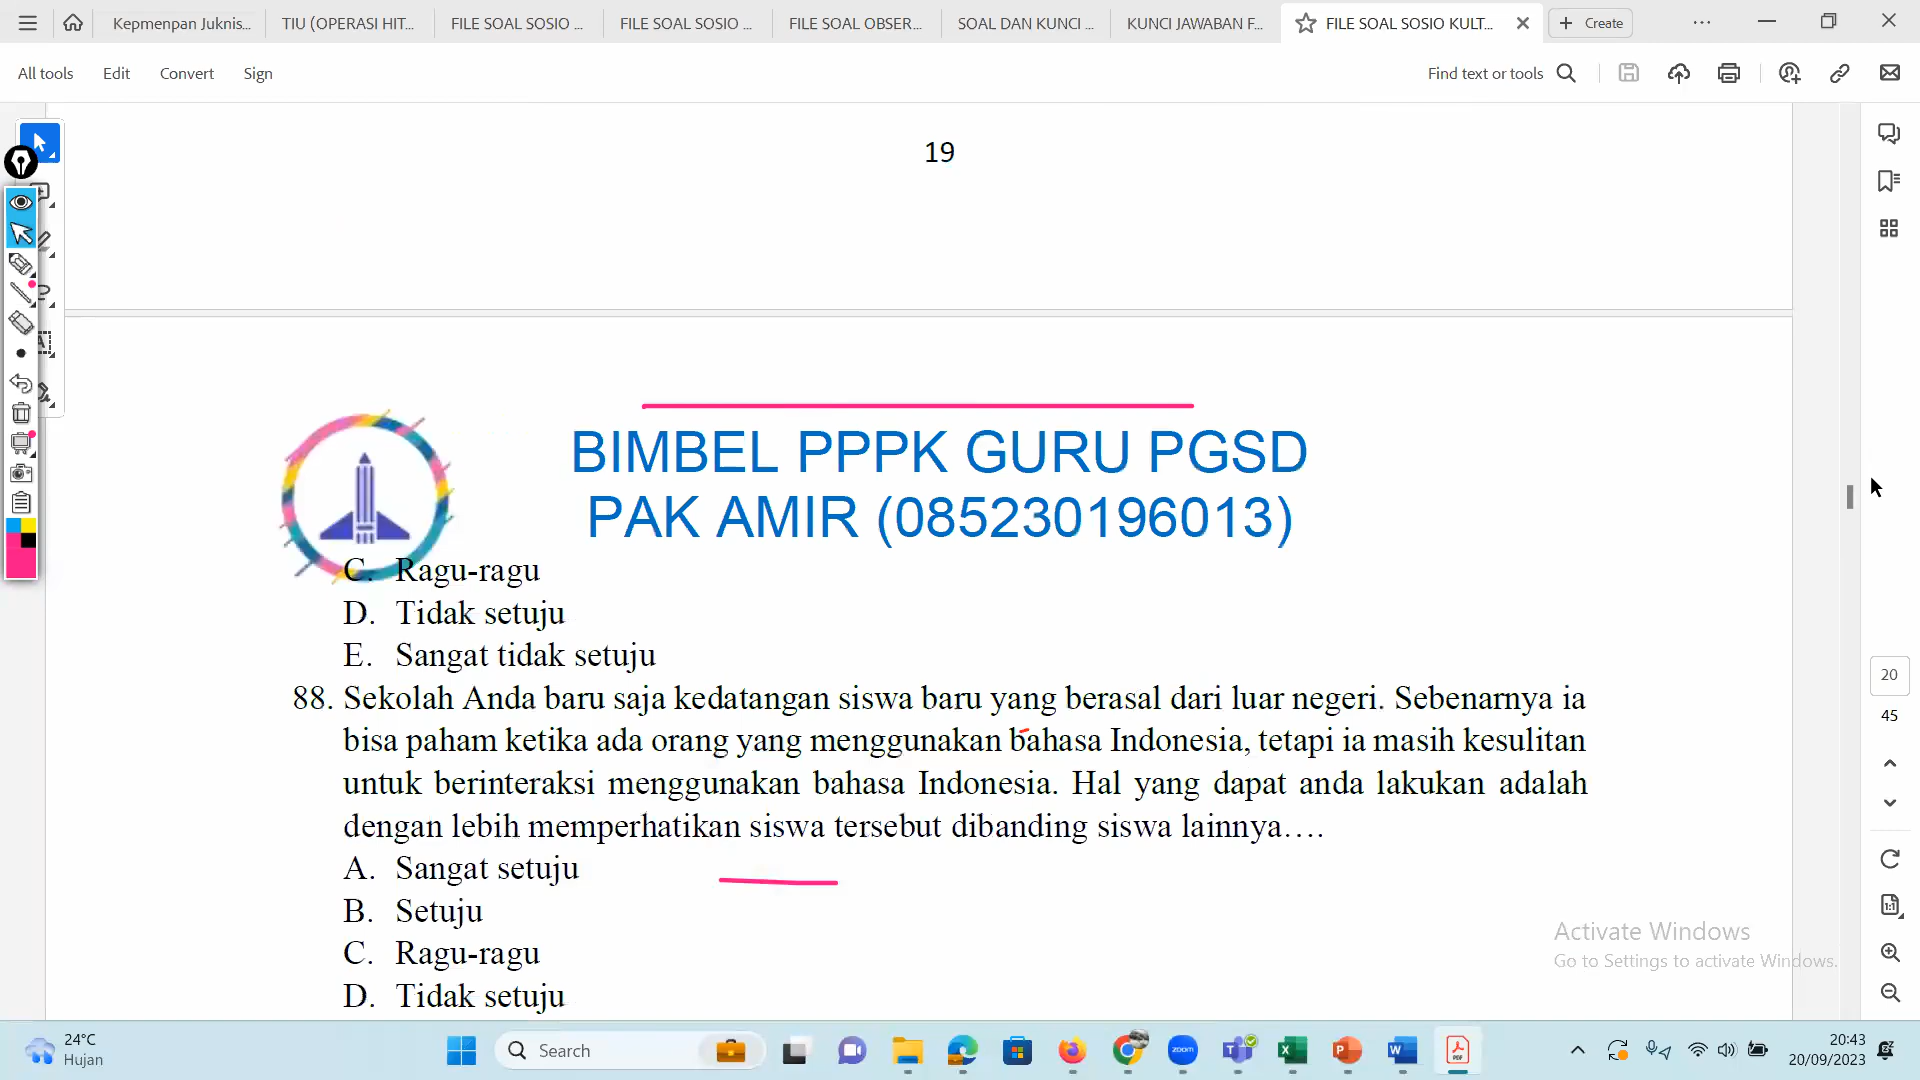 Kepmenpan Juknis...
TIU (OPERASI HIT...
FILE SOAL SOSIO ...
FILE SOAL SOSIO ...
FILE SOAL OBSER...
SOAL DAN KUNCI ...
KUNCI JAWABAN F...
FILE SOAL SOSIO KULT...
Create
All tools
Edit
Convert
Sign
Find text or tools
19
BIMBEL PPPK GURU PGSD
PAK AMIR (085230196013)
C. Ragu-ragu
D. Tidak setuju
E. Sangat tidak setuju
88. Sekolah Anda baru saja kedatangan siswa baru yang berasal dari luar negeri. Sebenarnya ia
bisa paham ketika ada orang yang menggunakan bahasa Indonesia, tetapi ia masih kesulitan
untuk berinteraksi menggunakan bahasa Indonesia. Hal yang dapat anda lakukan adalah
dengan lebih memperhatikan siswa tersebut dibanding siswa lainnya….
A. Sangat setuju
B. Setuju
C. Ragu-ragu
D. Tidak setuju
20
45
Activate Windows
Go to Settings to activate Windows.
24°C
Hujan
Search
zoom
20:43
20/09/2023